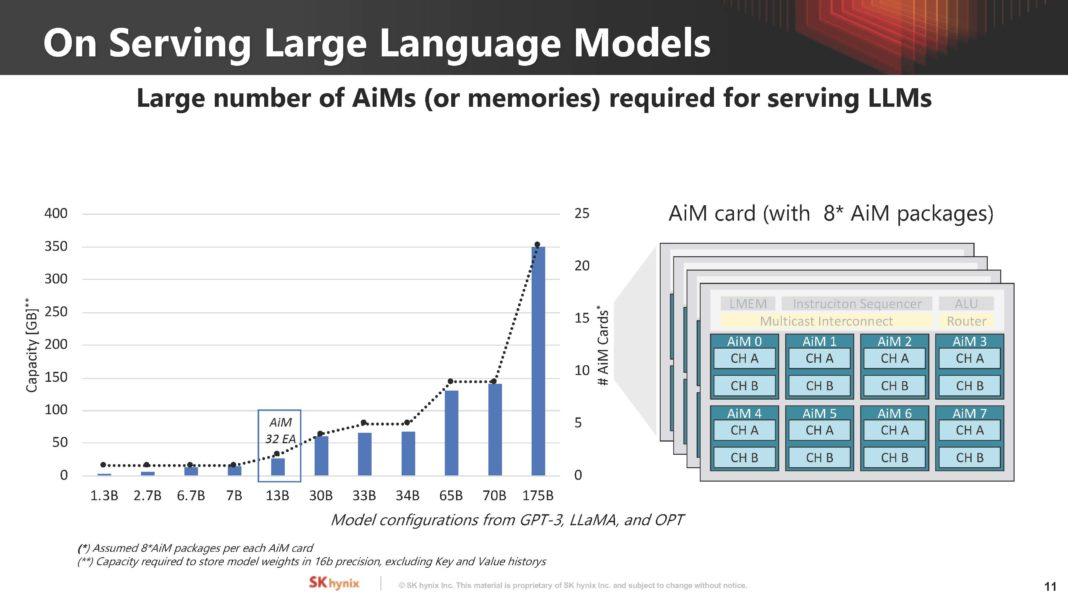 On Serving Large Language Models
Large number of AiMs (or memories) required for serving LLMs
400
350
300
250
200
150
100
50
0
Capacity [GB]**
AiM
32 EA
25
20
15
10
5
0
# AiM Cards*
1.3B 2.7B 6.7B 7B 13B 30B 33B 34B 65B 70B 175B
Model configurations from GPT-3, LLaMA, and OPT
AiM card (with 8* AiM packages)
LMEM Instruciton Sequencer ALU
Multicast Interconnect Router
AiM 0 AiM 1 AiM 2 AiM 3
CH A CH A CH A CH A
CH B CH B CH B CH B
AiM 4 AiM 5 AiM 6 AiM 7
CH A CH A CH A CH A
CH B CH B CH B CH B
(*) Assumed 8*AiM packages per each AiM card
(**) Capacity required to store model weights in 16b precision, excluding Key and Value historys
SK hynix
© SK hynix Inc. This material is proprietary of SK hynix Inc. and subject to change without notice.
11